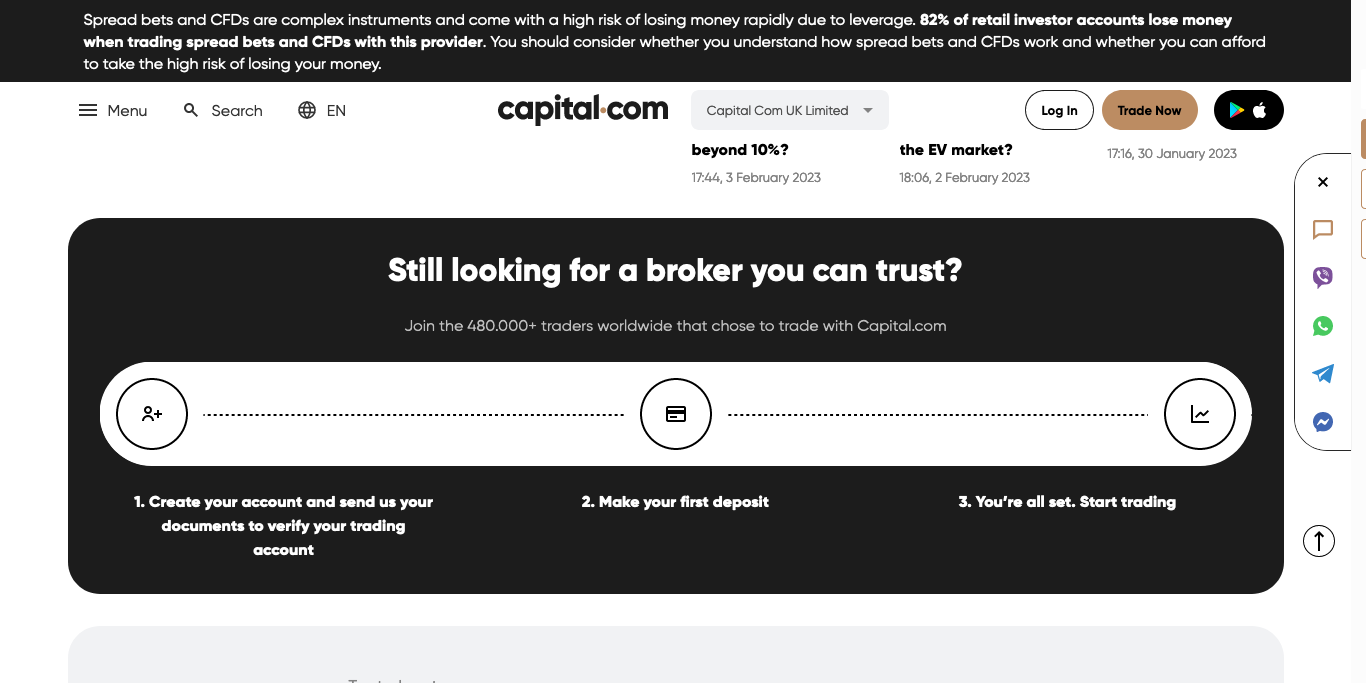 Spread bets and CFDs are complex instruments and come with a high risk of losing money rapidly due to leverage. 82% of retail investor accounts lose money
when trading spread bets and CFDs with this provider. You should consider whether you understand how spread bets and CFDs work and whether you can afford
to take the high risk of losing your money.
Menu
Search
EN
capital.com
Capital Com UK Limited
Log In
Trade Now
beyond 10%?
17:44, 3 February 2023
the EV market?
18:06, 2 February 2023
17:16, 30 January 2023
Still looking for a broker you can trust?
Join the 480.000+ traders worldwide that chose to trade with Capital.com
1. Create your account and send us your
documents to verify your trading
account
2. Make your first deposit
3. You’re all set. Start trading